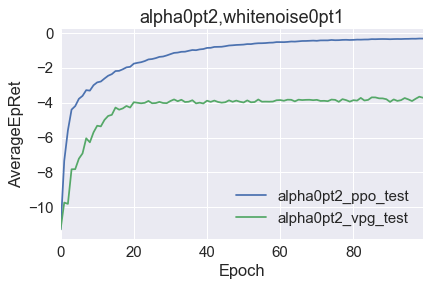 alpha0pt2,whitenoise0pt1
AverageEpRet
0
−2
−4
−6
−8
−10
alpha0pt2_ppo_test
alpha0pt2_vpg_test
0 20 40 60 80
Epoch